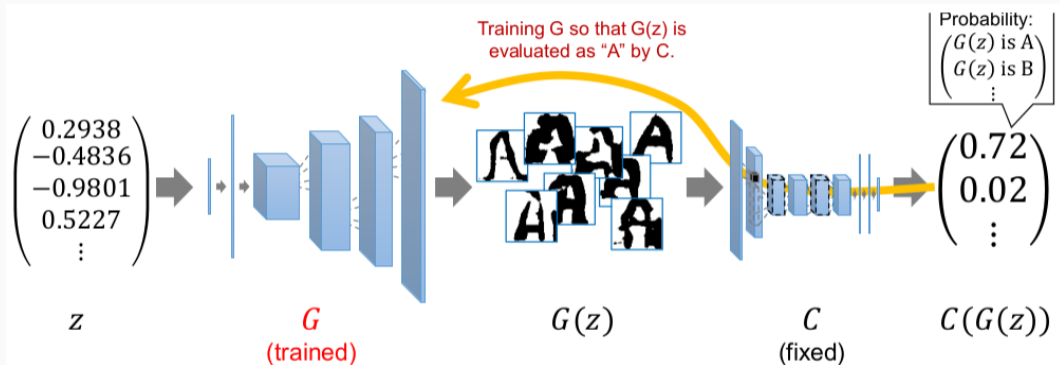 Probability:
G(z) is A
G(z) is B
⋮
Training G so that G(z) is
evaluated as “A” by C.
0.2938
−0.4836
−0.9801
0.5227
⋮
A
A
A
A
A
A
A
A
0.72
0.02
⋮
z
G
(trained)
G(z)
C
(fixed)
C(G(z))